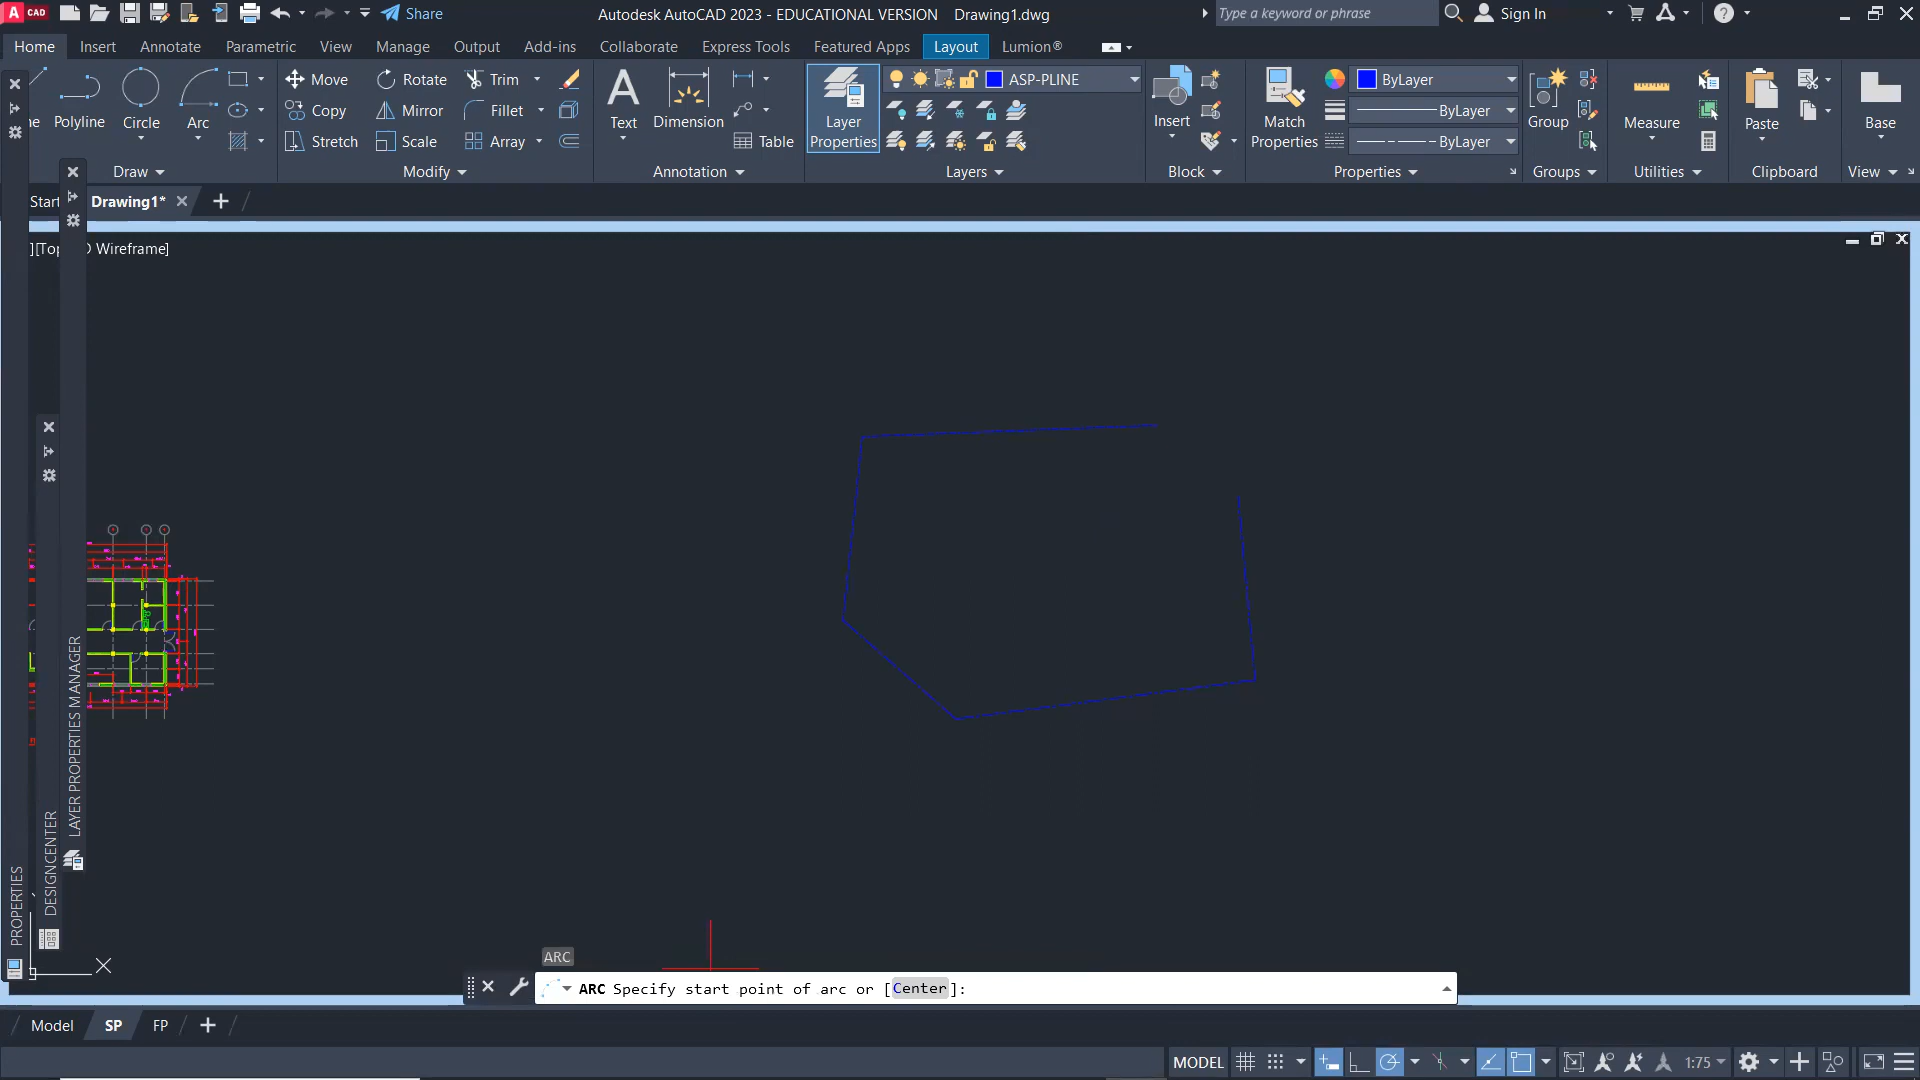 CAD
Share
Autodesk AutoCAD 2023 - EDUCATIONAL VERSION Drawing1.dwg
Type a keyword or phrase
Sign In
Home
Insert
Annotate
Parametric
View
Manage
Output
Add-ins
Collaborate
Express Tools
Featured Apps
Layout
Lumion®
ne
Polyline
Circle
Arc
Move
Rotate
Trim
Copy
Mirror
Fillet
Stretch
Scale
Array
Text
Dimension
Table
Layer
Properties
ASP-PLINE
Insert
Match
Properties
ByLayer
ByLayer
ByLayer
Group
Measure
Paste
Base
Draw
Modify
Annotation
Layers
Block
Properties
Groups
Utilities
Clipboard
View
Start
Drawing1*
][Top
D Wireframe]
LAYER PROPERTIES MANAGER
DESIGNCENTER
PROPERTIES
ARC
ARC Specify start point of arc or [Center]:
Model
SP
FP
MODEL
1:75